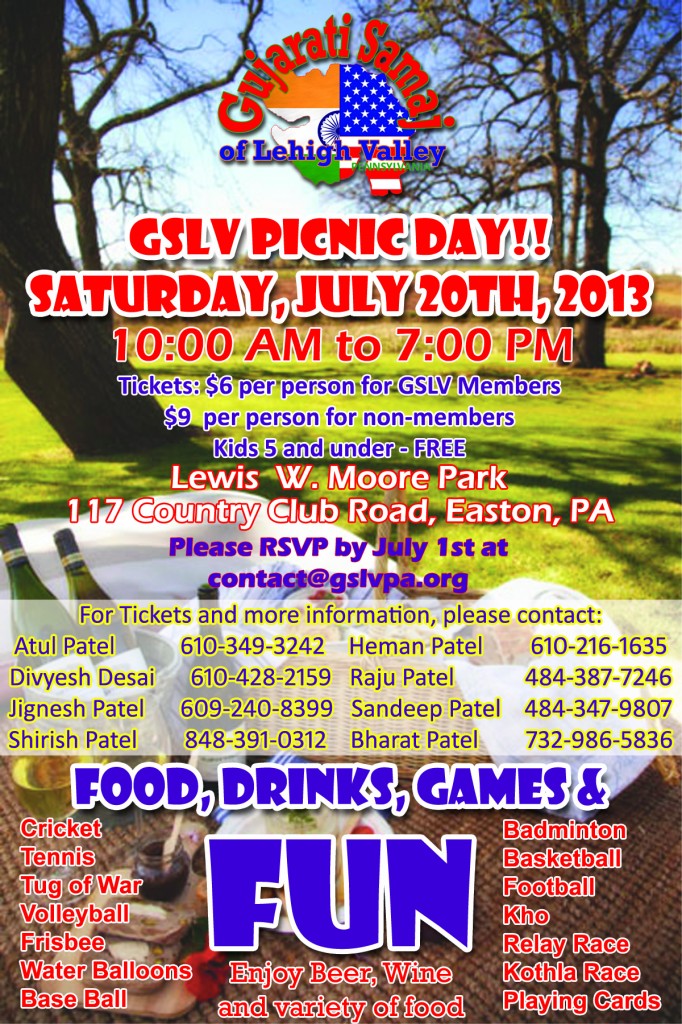 Gujarati Samaj
of Lehigh Valley
PENNSYLVANIA
GSLV PICNIC DAY!!
SATURDAY, JULY 20TH, 2013
10:00 AM to 7:00 PM
Tickets: $6 per person for GSLV Members
$9 per person for non-members
Kids 5 and under - FREE
Lewis W. Moore Park
117 Country Club Road, Easton, PA
Please RSVP by July 1st at
contact@gslvpa.org
For Tickets and more information, please contact:
Atul Patel 610-349-3242 Heman Patel 610-216-1635
Divyesh Desai 610-428-2159 Raju Patel 484-387-7246
Jignesh Patel 609-240-8399 Sandeep Patel 484-347-9807
Shirish Patel 848-391-0312 Bharat Patel 732-986-5836
FOOD, DRINKS, GAMES &
FUN
Cricket
Tennis
Tug of War
Volleyball
Frisbee
Water Balloons
Base Ball
Enjoy Beer, Wine
and variety of food
Badminton
Basketball
Football
Kho
Relay Race
Kothla Race
Playing Cards